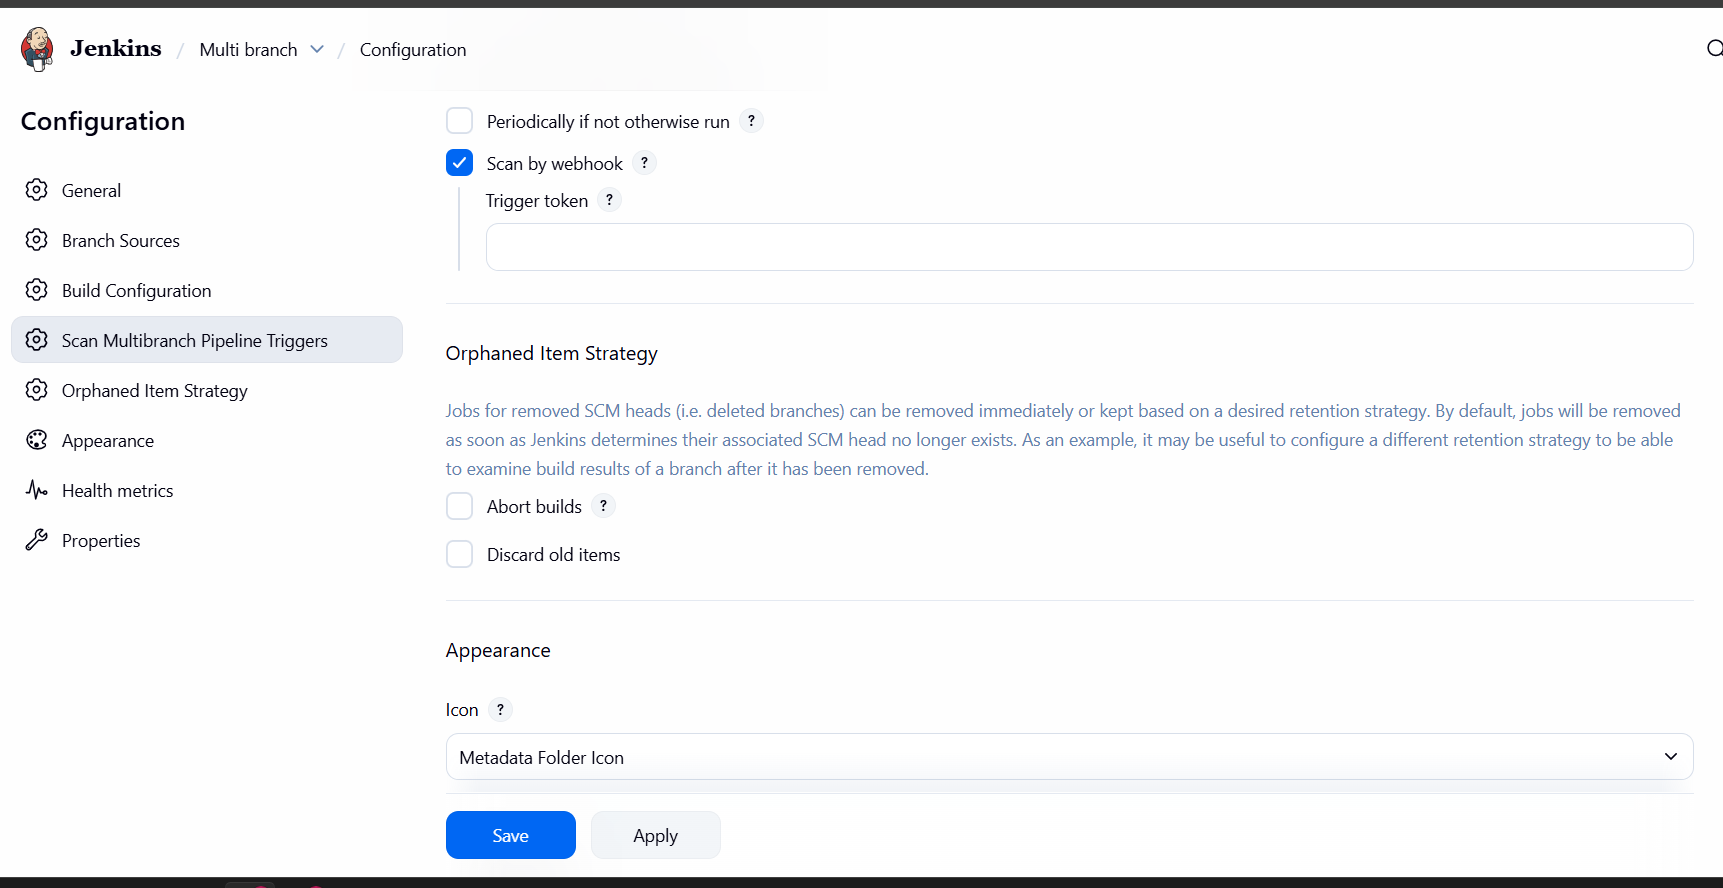 Jenkins / Multi branch / Configuration
Configuration
General
Branch Sources
Build Configuration
Scan Multibranch Pipeline Triggers
Orphaned Item Strategy
Appearance
Health metrics
Properties
Periodically if not otherwise run ?
Scan by webhook ?
Trigger token ?
Orphaned Item Strategy
Jobs for removed SCM heads (i.e. deleted branches) can be removed immediately or kept based on a desired retention strategy. By default, jobs will be removed
as soon as Jenkins determines their associated SCM head no longer exists. As an example, it may be useful to configure a different retention strategy to be able
to examine build results of a branch after it has been removed.
Abort builds ?
Discard old items
Appearance
Icon ?
Metadata Folder Icon
Save Apply